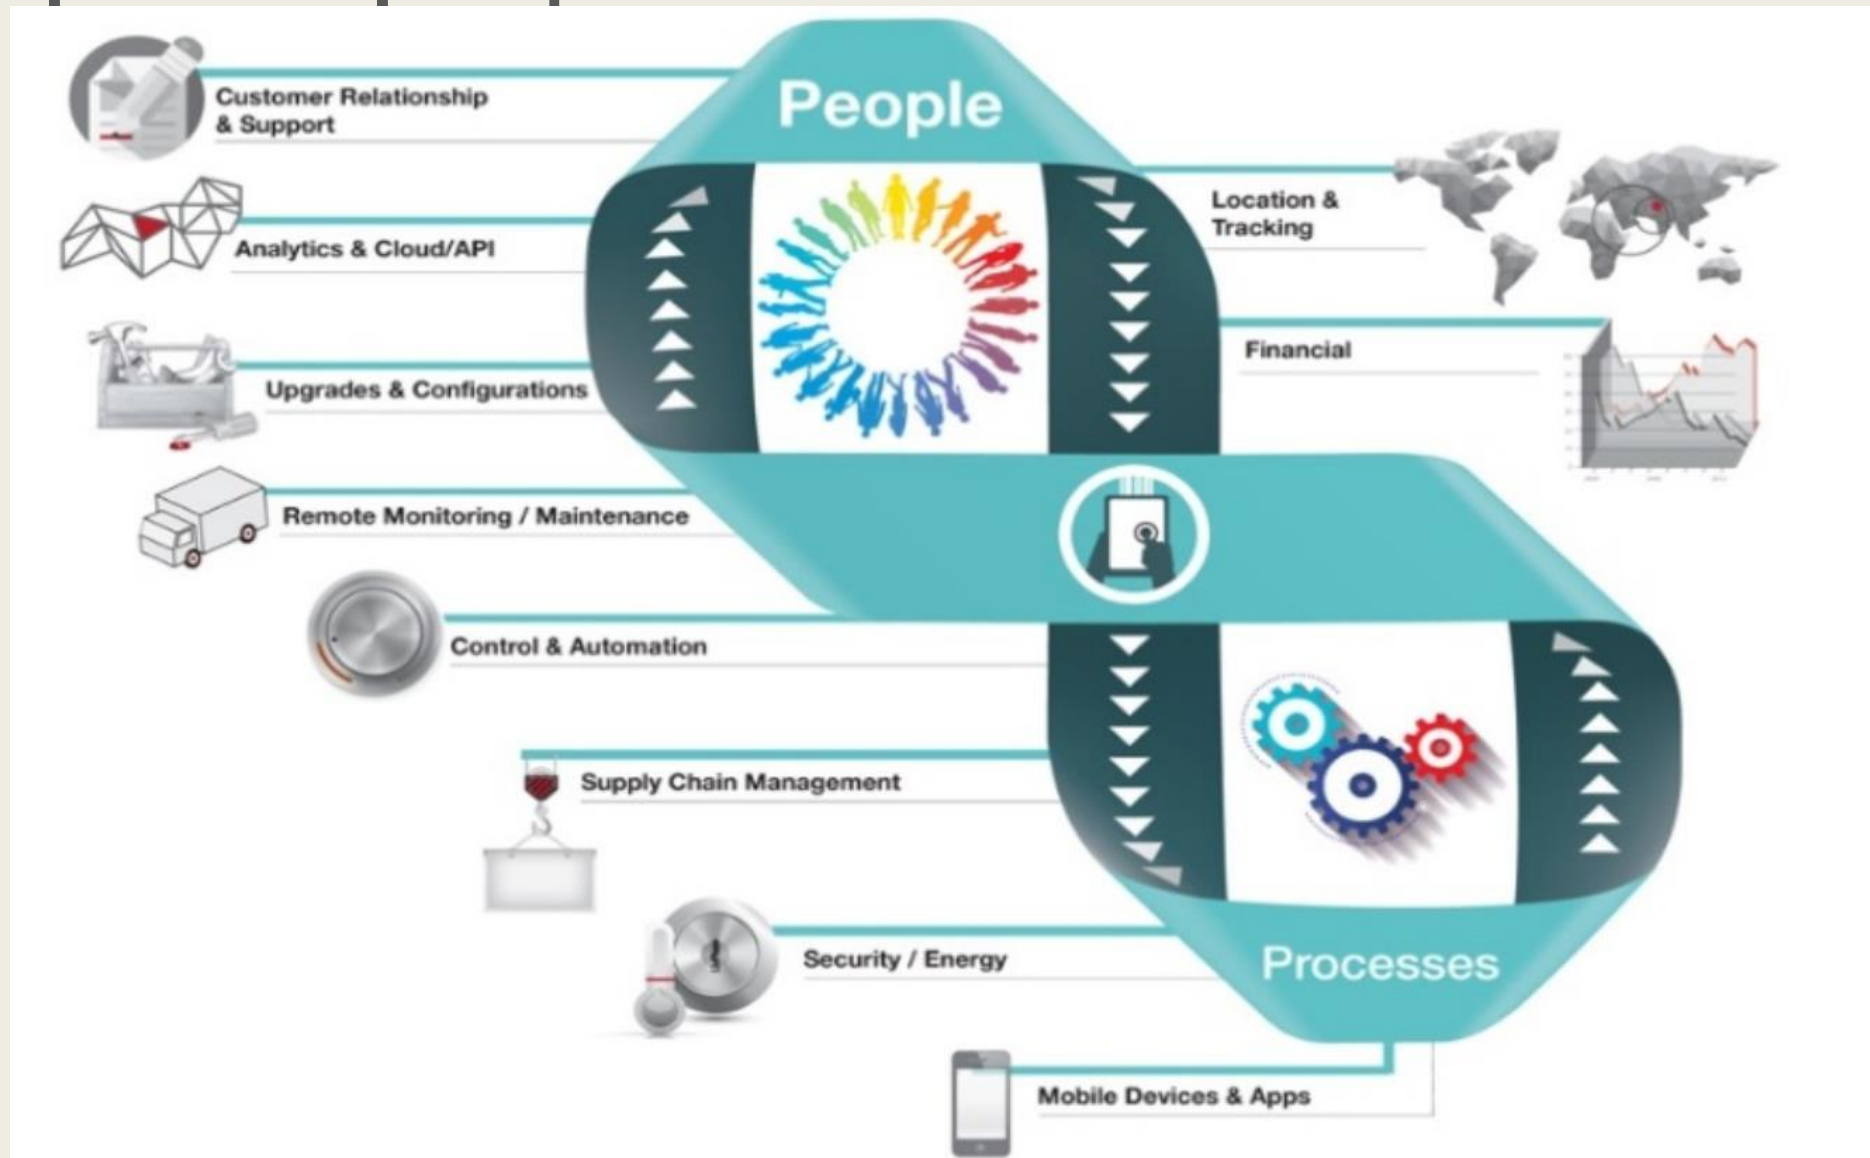 People
Customer Relationship
& Support
Location &
Tracking
Analytics & Cloud/API
Financial
Upgrades & Configurations
Remote Monitoring / Maintenance
Control & Automation
Supply Chain Management
Security / Energy
Processes
Mobile Devices & Apps